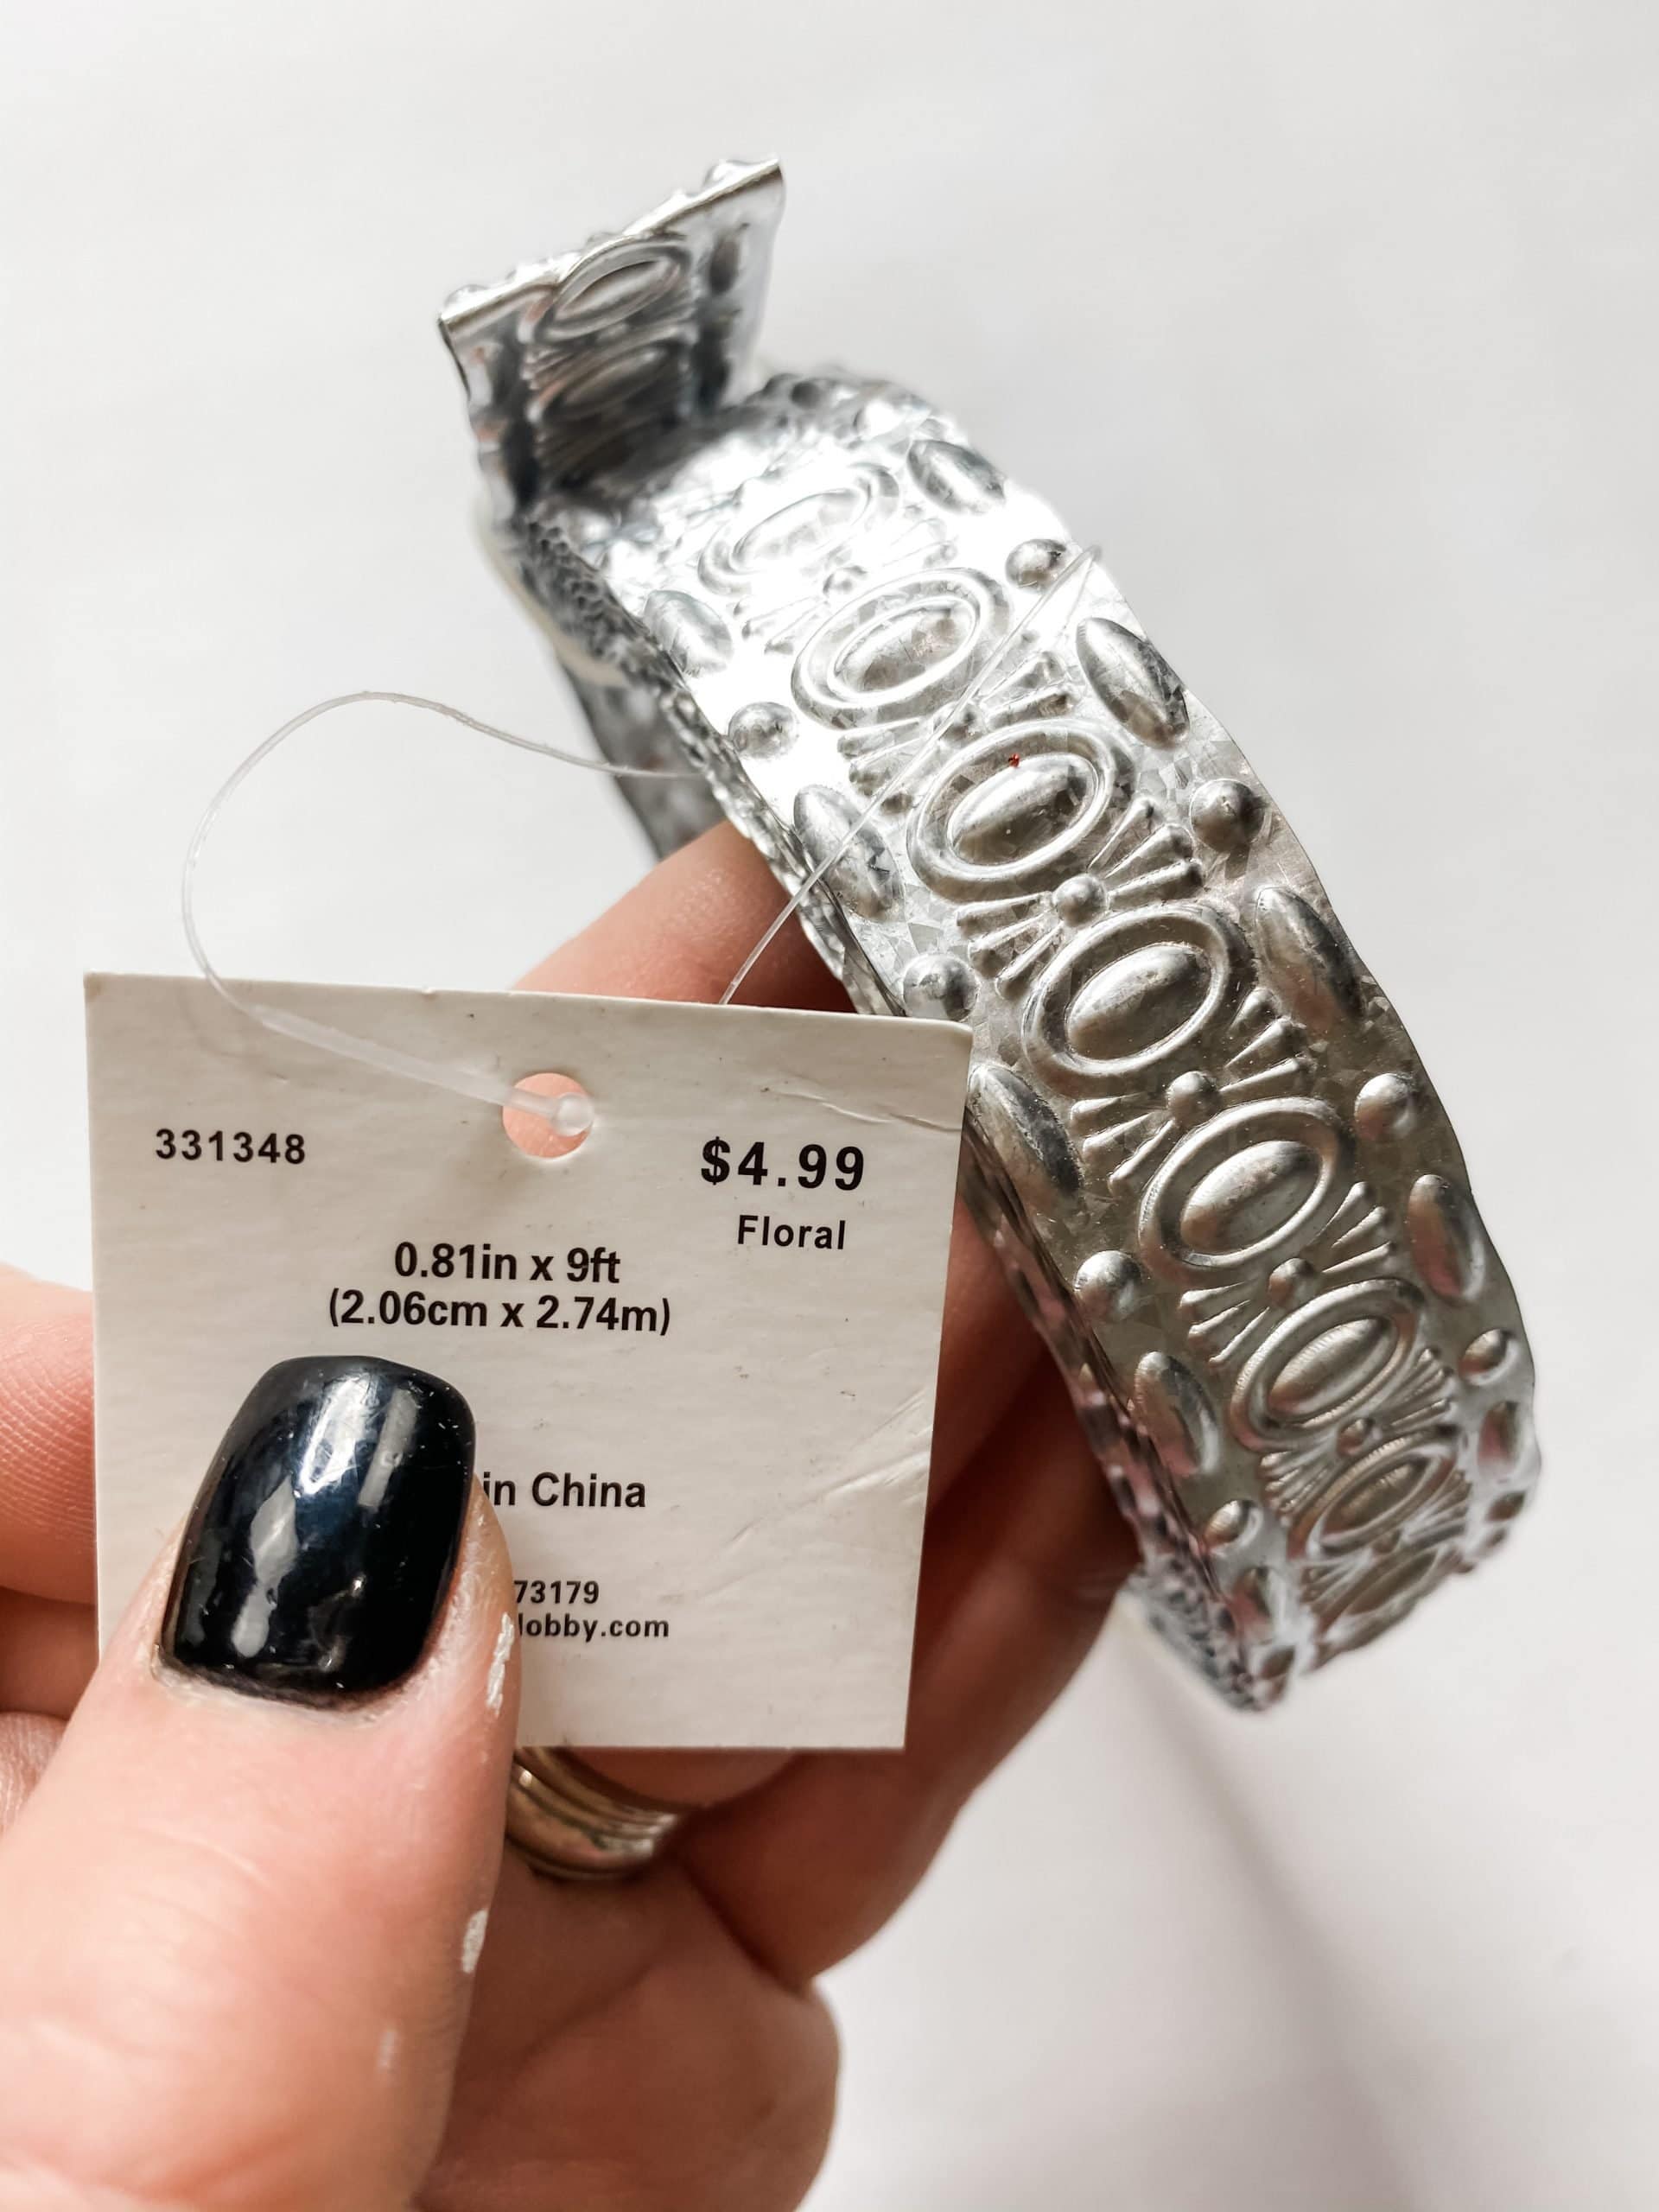 331348
$4.99
Floral
0.81in x 9ft
(2.06cm x 2.74m)
in China
73179
lobby.com